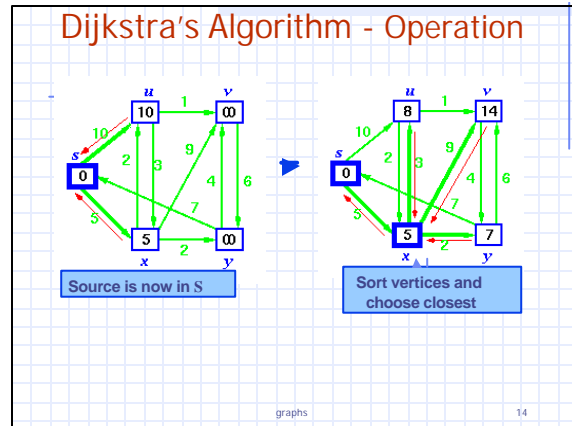 Dijkstra's Algorithm - Operation
u v
1
10 ∞
10
s
9
2 3
0
4 6
7
5
5 ∞
2
x y
Source is now in S
u v
1
8 14
10
s
9
2 3
0
4 6
7
5
5 7
2
x y
Sort vertices and
choose closest
graphs 14